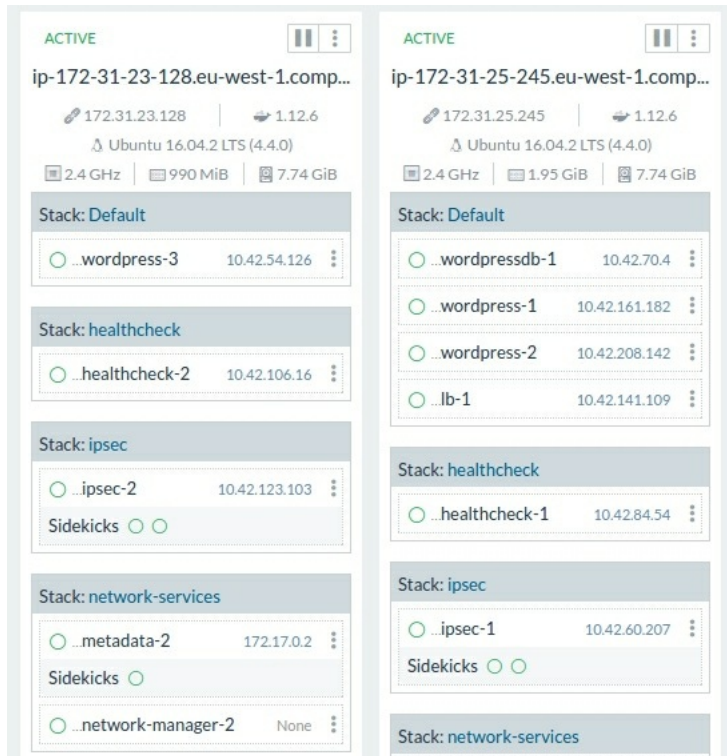 ACTIVE
ip-172-31-23-128.eu-west-1.comp...
172.31.23.128 1.12.6
Ubuntu 16.04.2 LTS (4.4.0)
2.4 GHz 990 MiB 7.74 GiB
Stack: Default
...wordpress-3 10.42.54.126
Stack: healthcheck
...healthcheck-2 10.42.106.16
Stack: ipsec
...ipsec-2 10.42.123.103
Sidekicks
Stack: network-services
...metadata-2 172.17.0.2
Sidekicks
...network-manager-2 None
ACTIVE
ip-172-31-25-245.eu-west-1.comp...
172.31.25.245 1.12.6
Ubuntu 16.04.2 LTS (4.4.0)
2.4 GHz 1.95 GiB 7.74 GiB
Stack: Default
...wordpressdb-1 10.42.70.4
...wordpress-1 10.42.161.182
...wordpress-2 10.42.208.142
...lb-1 10.42.141.109
Stack: healthcheck
...healthcheck-1 10.42.84.54
Stack: ipsec
...ipsec-1 10.42.60.207
Sidekicks
Stack: network-services